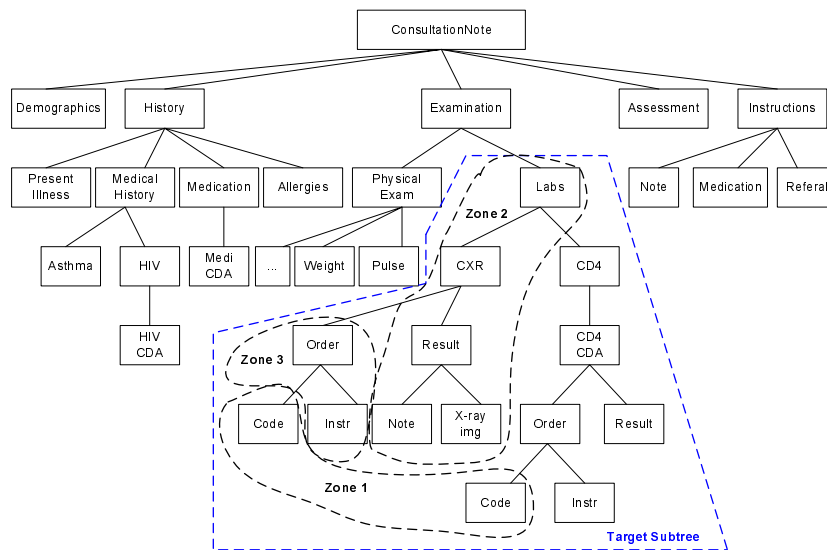 ConsultationNote
Demographics
History
Examination
Assessment
Instructions
Present
Illness
Medical
History
Medication
Allergies
Physical
Exam
Labs
Note
Medication
Referal
Zone 2
Asthma
HIV
Medi
CDA
...
Weight
Pulse
CXR
CD4
HIV
CDA
Order
Result
CD4
CDA
Zone 3
Code
Instr
Note
X-ray
img
Order
Result
Zone 1
Code
Instr
Target Subtree